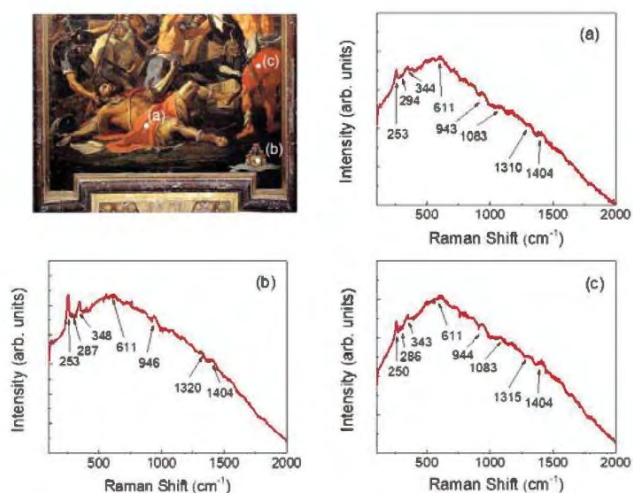 (c)
(a)
(b)
(a)
Intensity (arb. units)
253
294
344
611
943
1083
1310
1404
500
1000
1500
2000
Raman Shift (cm⁻¹)
(b)
Intensity (arb. units)
253
287
348
611
946
1320
1404
500
1000
1500
2000
Raman Shift (cm⁻¹)
(c)
Intensity (arb. units)
250
286
343
611
944
1083
1315
1404
500
1000
1500
2000
Raman Shift (cm⁻¹)